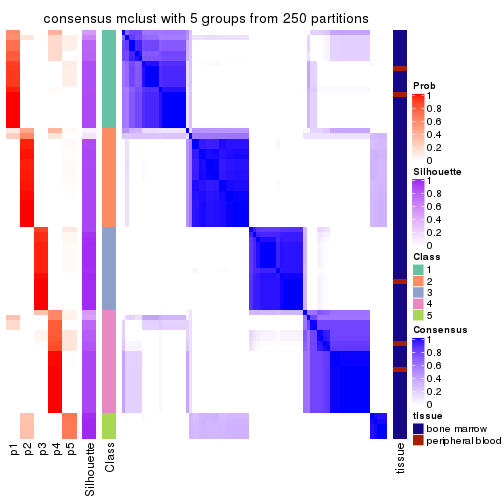 consensus mclust with 5 groups from 250 partitions
Prob
1
0.8
0.6
0.4
0.2
0
Silhouette
1
0.8
0.6
0.4
0.2
0
Class
1
2
3
4
5
Consensus
1
0.8
0.6
0.4
0.2
0
tissue
bone marrow
peripheral blood
p1
p2
p3
p4
p5
Silhouette
Class
tissue